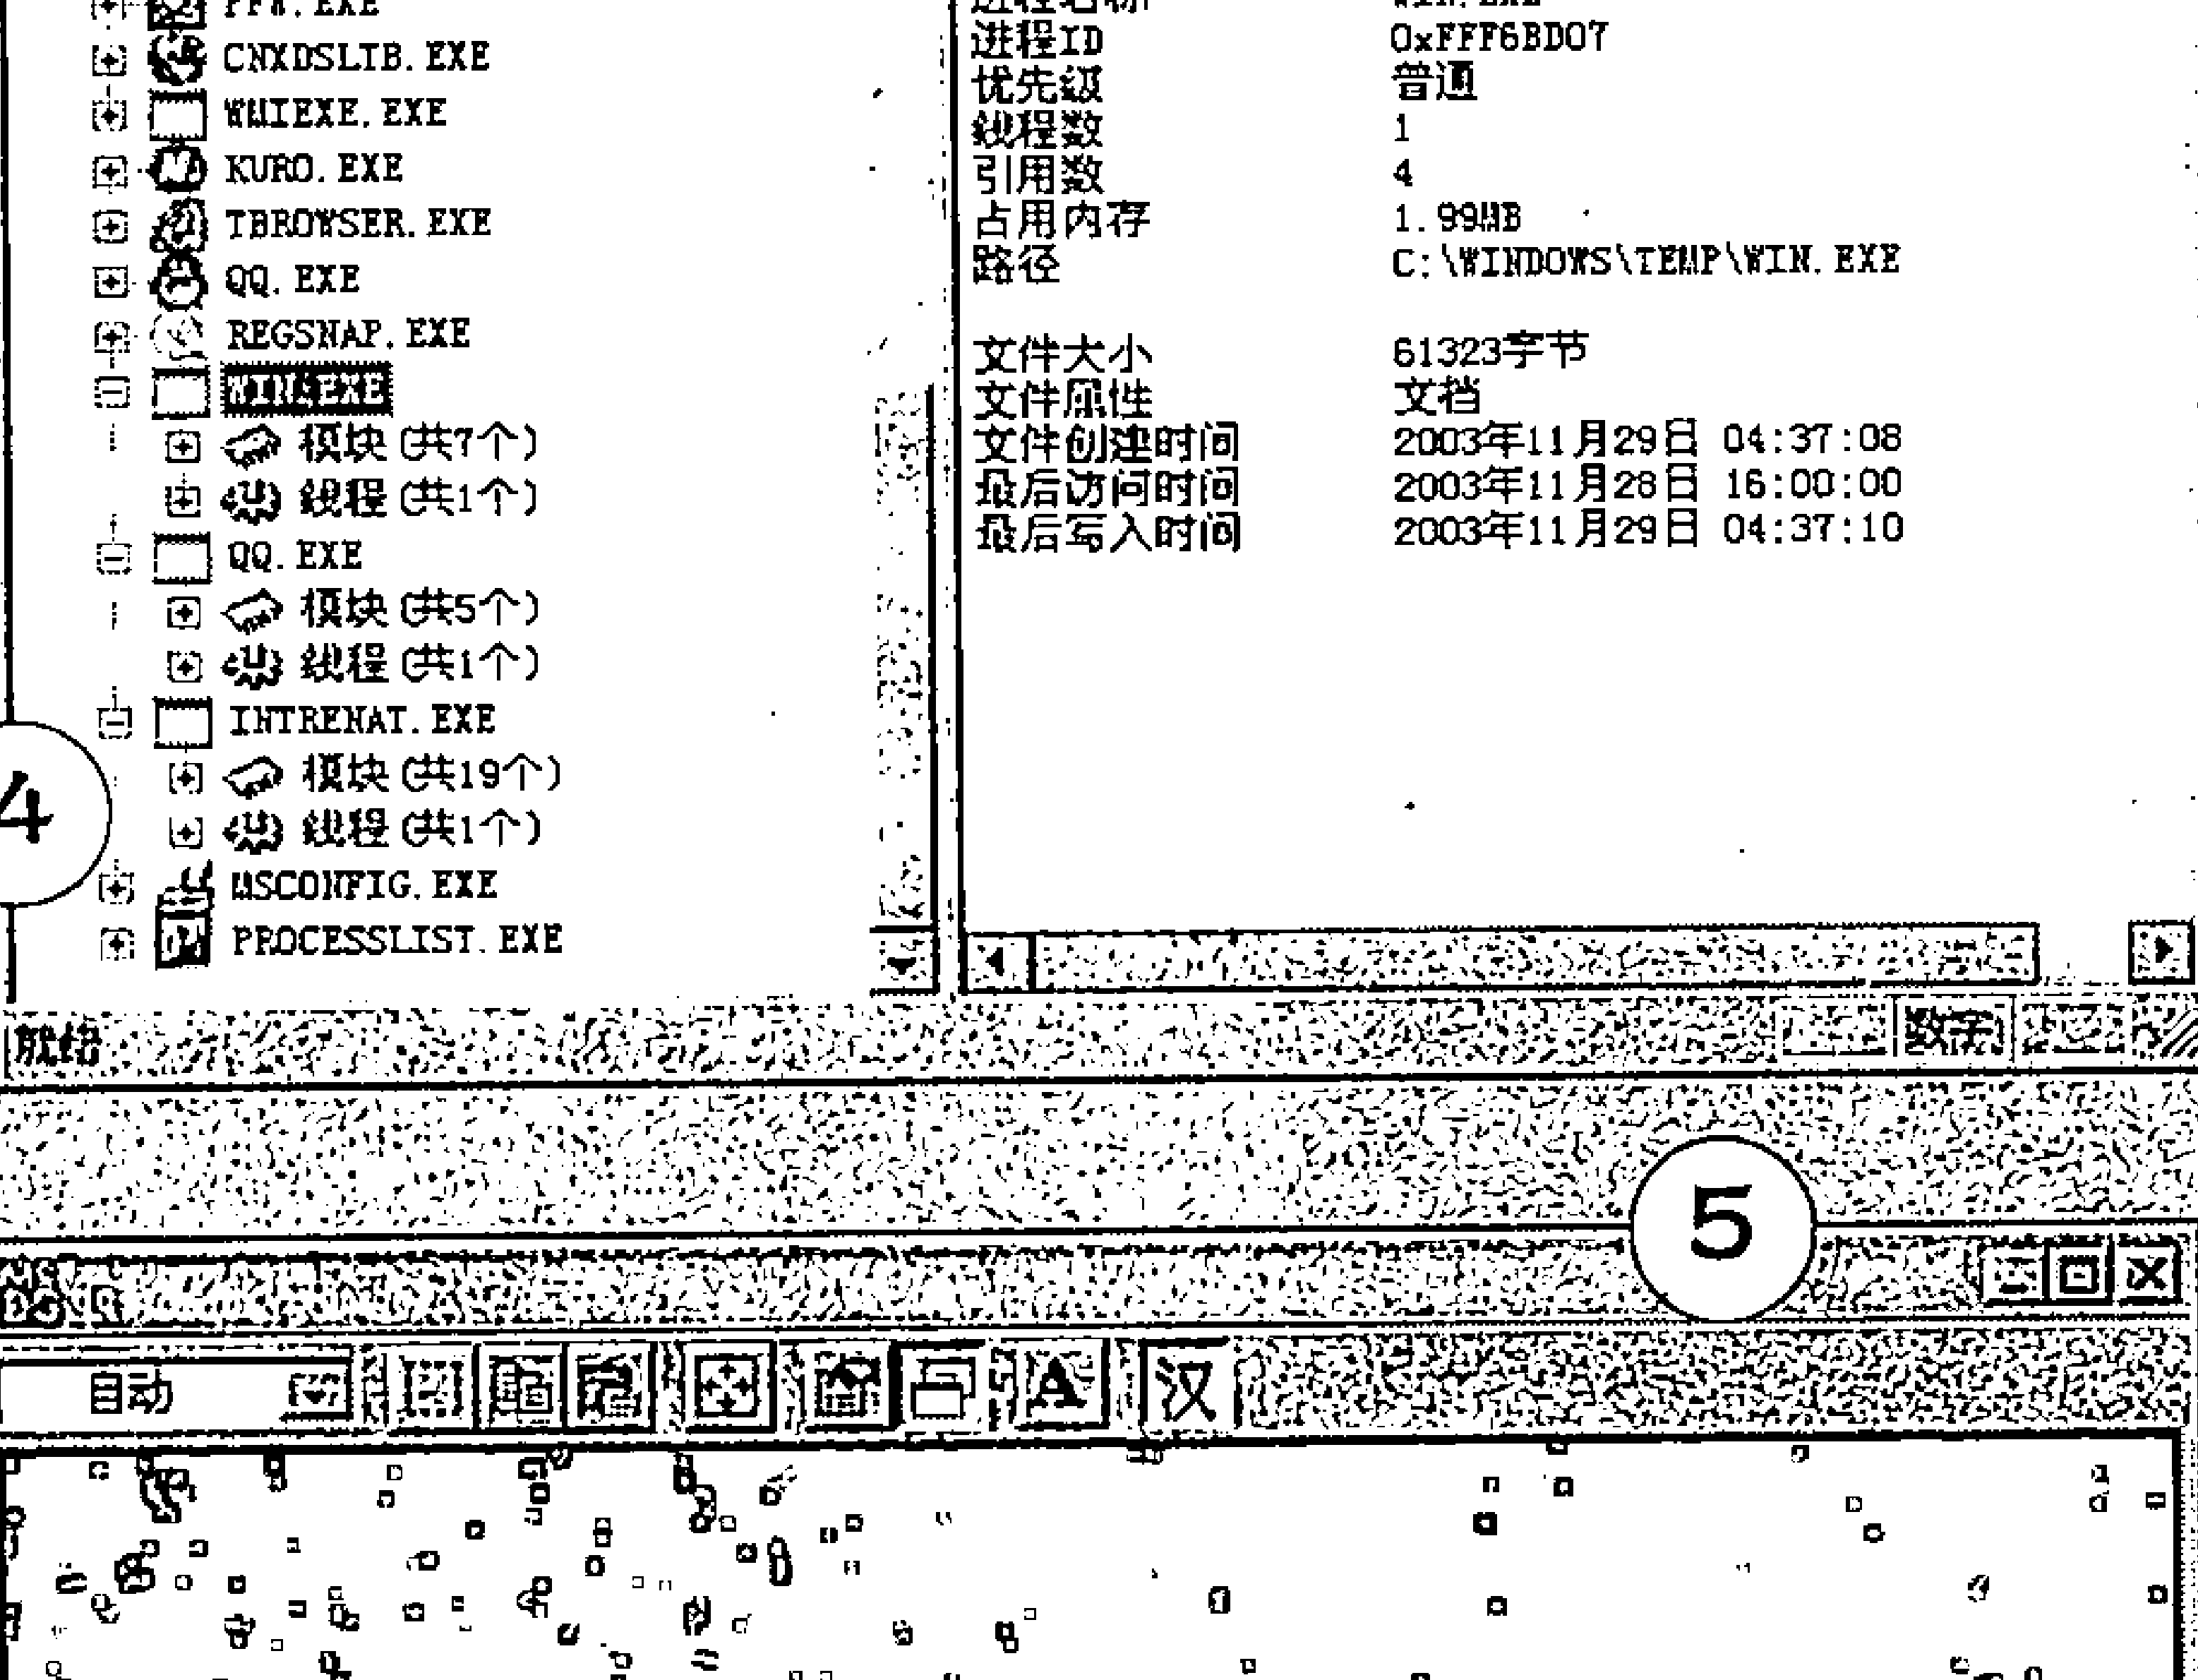 CNXDSLTB.EXE
WMIEXE.EXE
KURO.EXE
TBROWSER.EXE
QQ.EXE
REGSNAP.EXE
WIN.EXE
模块(共7个)
线程(共1个)
QQ.EXE
模块(共5个)
线程(共1个)
INTRENAT.EXE
模块(共19个)
线程(共1个)
MSCONFIG.EXE
PROCESSLIST.EXE
进程名称 WIN.EXE
进程ID 0xFFF6BD07
优先级 普通
线程数 1
引用数 4
占用内存 1.99MB
路径 C:\WINDOWS\TEMP\WIN.EXE
文件大小 61323字节
文件属性 文档
文件创建时间 2003年11月29日 04:37:08
最后访问时间 2003年11月28日 16:00:00
最后写入时间 2003年11月29日 04:37:10
4
就绪
数字
5
自动
A
汉